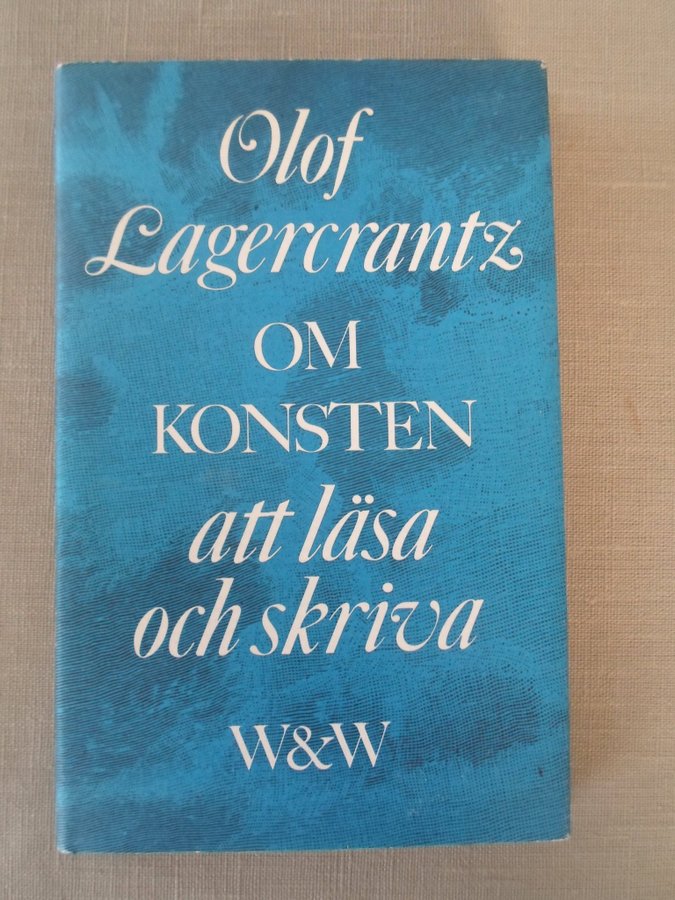 Olof
Lagercrantz
OM
KONSTEN
att läsa
och skriva
W&W